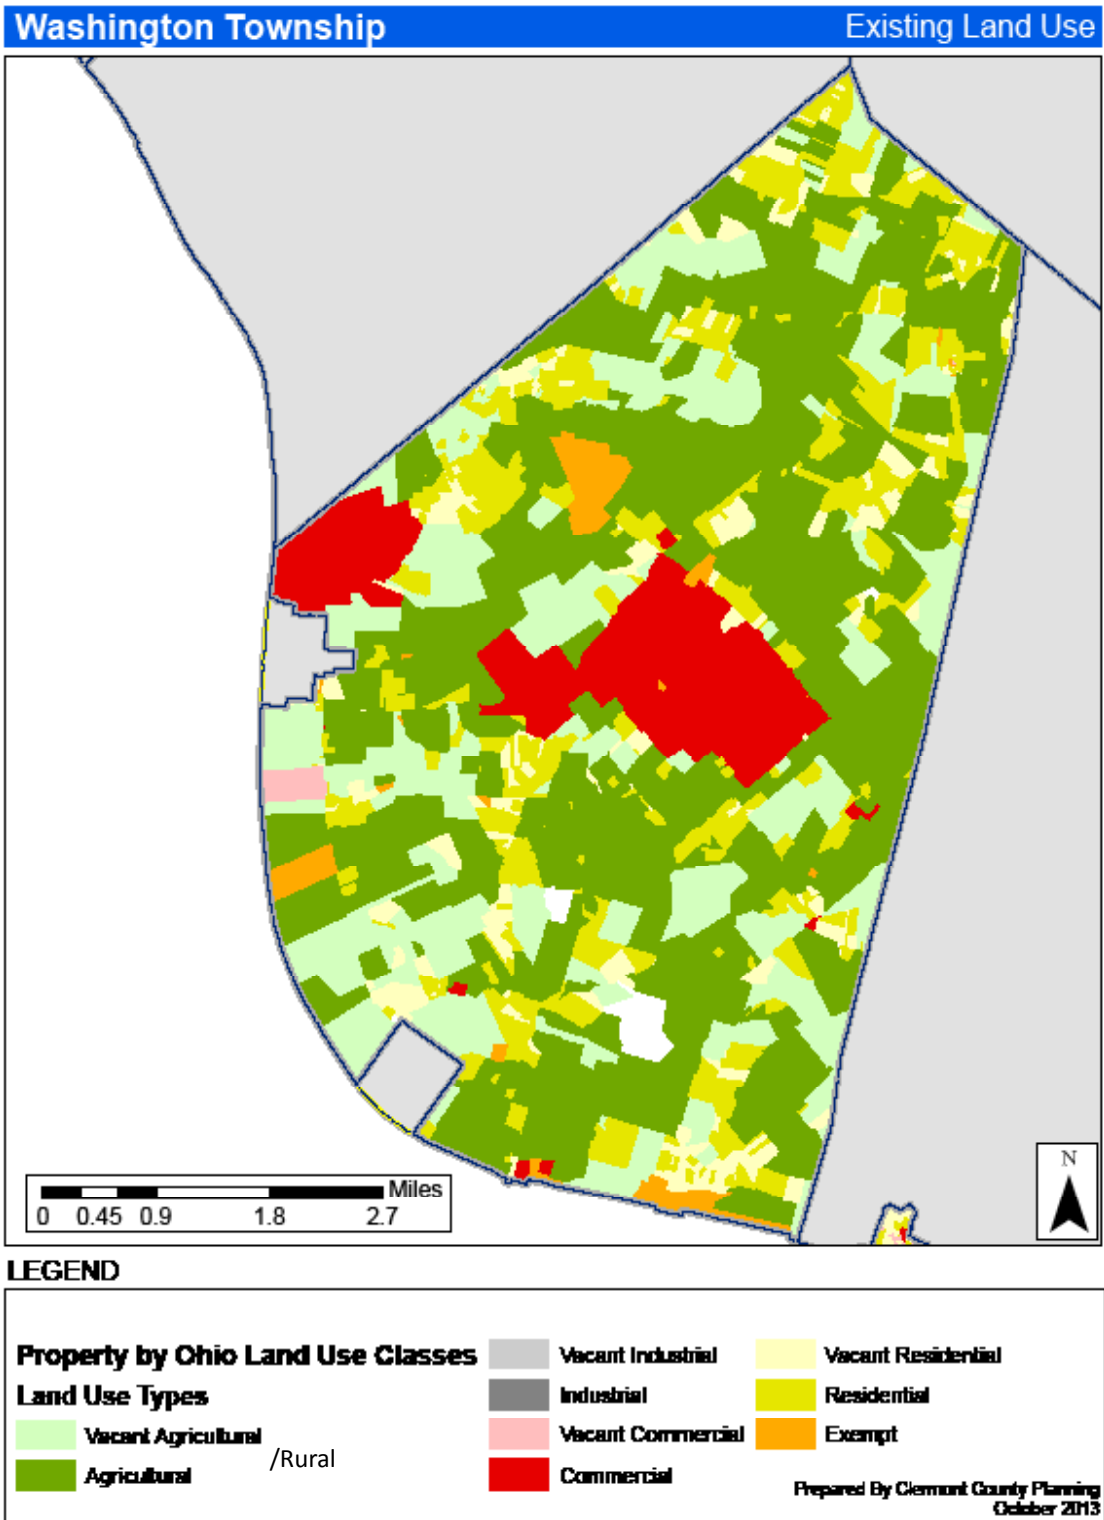 Washington Township
Existing Land Use
N
Miles
0 0.45 0.9 1.8 2.7
LEGEND
Property by Ohio Land Use Classes
Land Use Types
Vacant Agricultural
/Rural
Agricultural
Vacant Industrial
Industrial
Vacant Commercial
Commercial
Vacant Residential
Residential
Exempt
Prepared By Clermont County Planning
October 2013